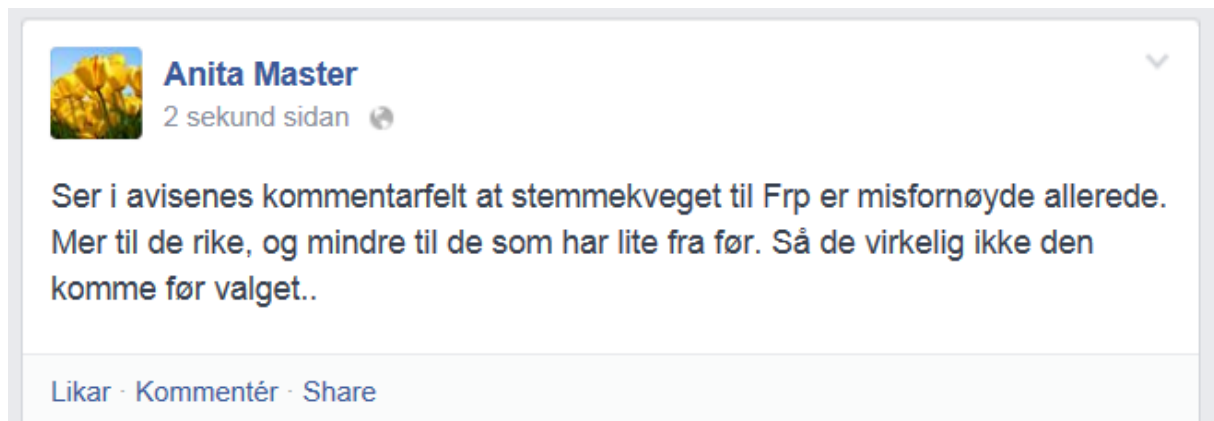 Anita Master
2 sekund sidan
Ser i avisenes kommentarfelt at stemmekveget til Frp er misfornøyde allerede.
Mer til de rike, og mindre til de som har lite fra før. Så de virkelig ikke den
komme før valget..
Likar · Kommentér · Share